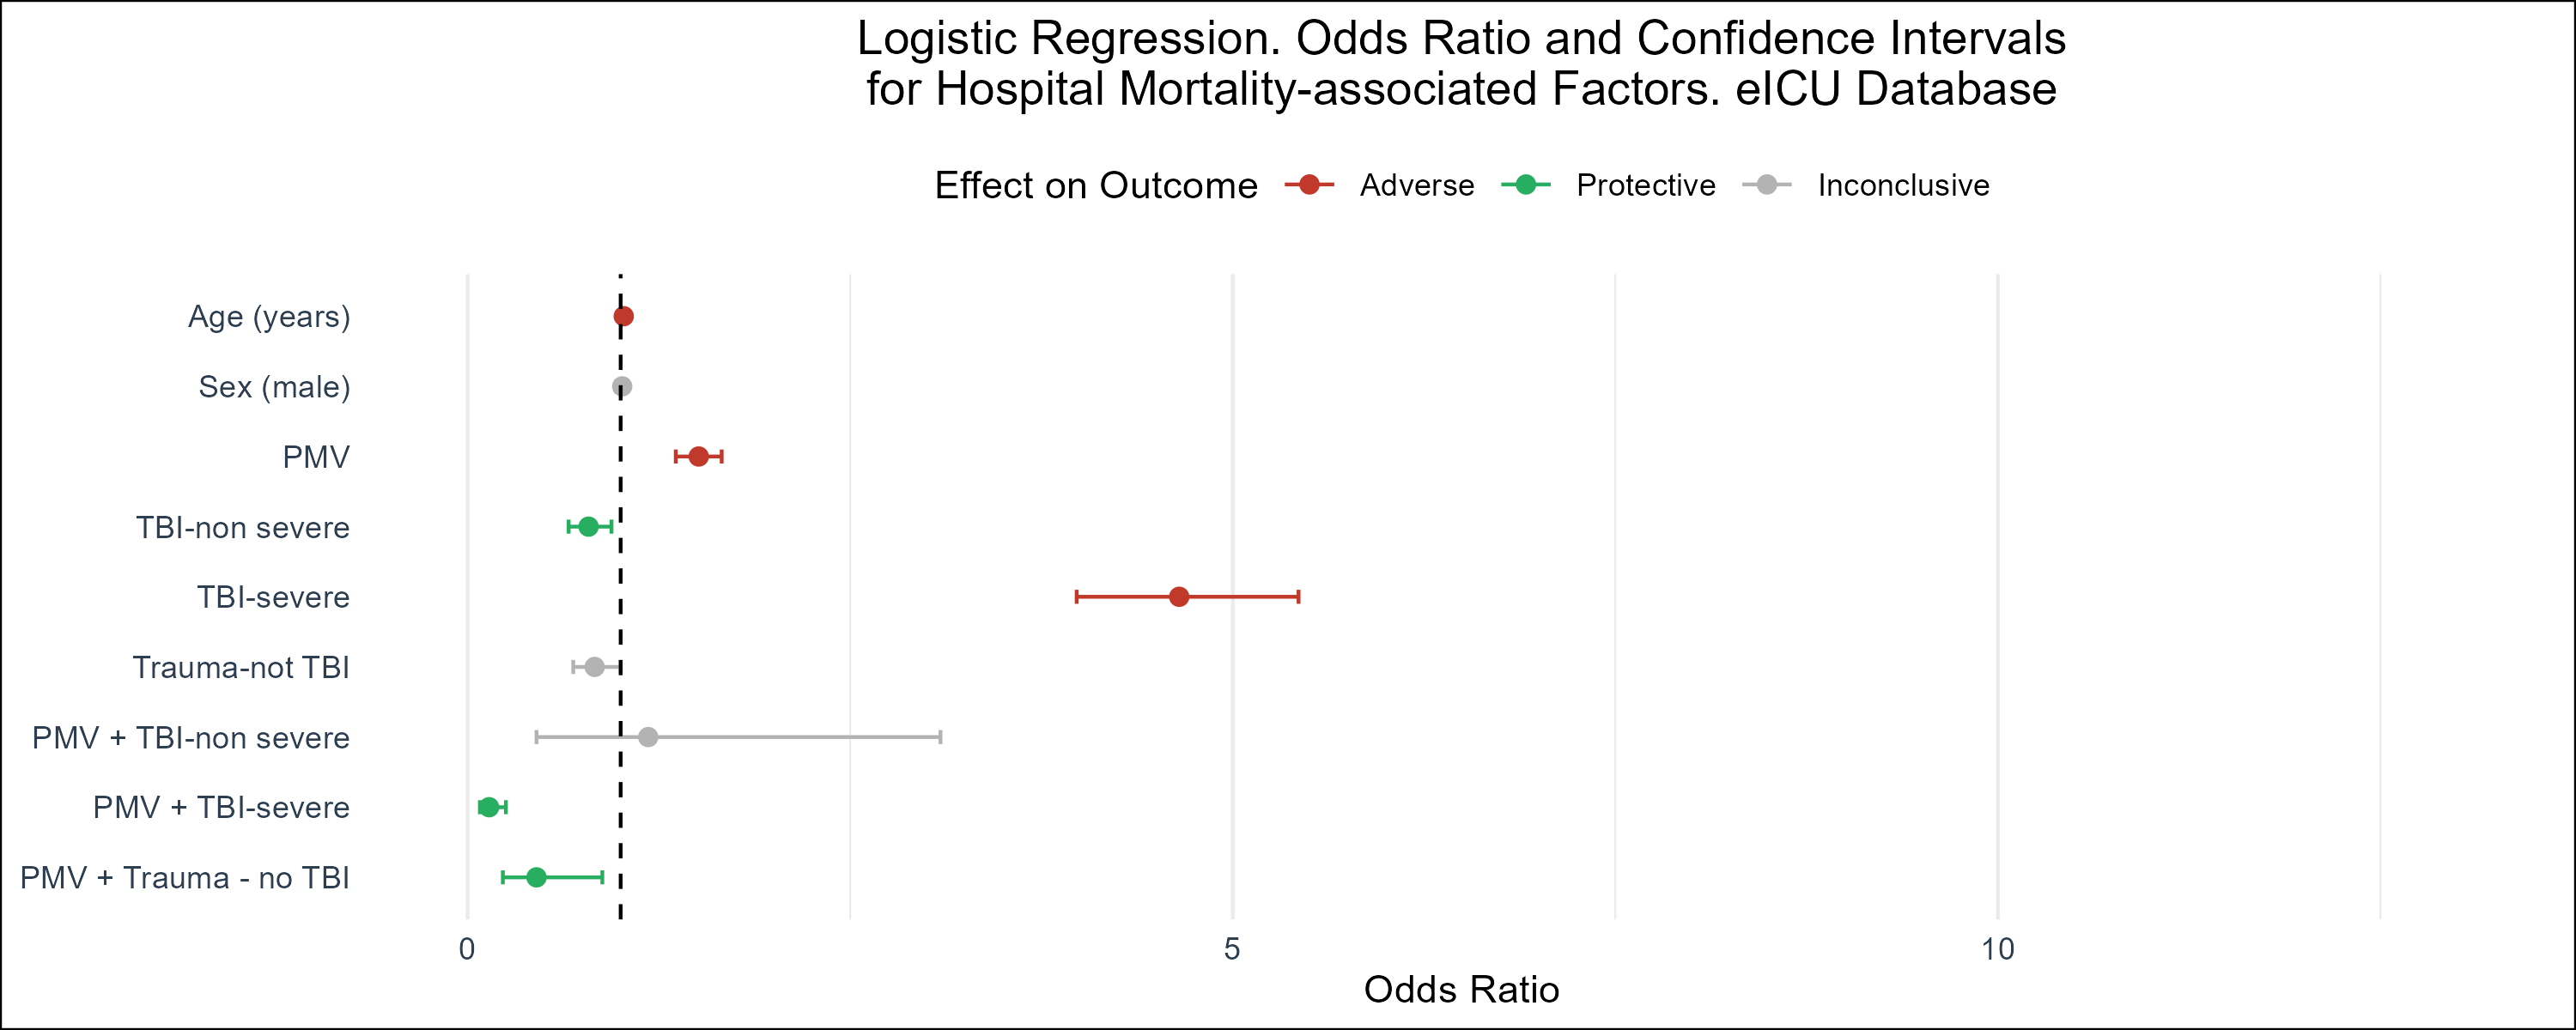 Logistic Regression. Odds Ratio and Confidence Intervals
for Hospital Mortality-associated Factors. eICU Database
Effect on Outcome Adverse Protective Inconclusive
Age (years)
Sex (male)
PMV
TBI-non severe
TBI-severe
Trauma-not TBI
PMV + TBI-non severe
PMV + TBI-severe
PMV + Trauma - no TBI
0 5 10
Odds Ratio